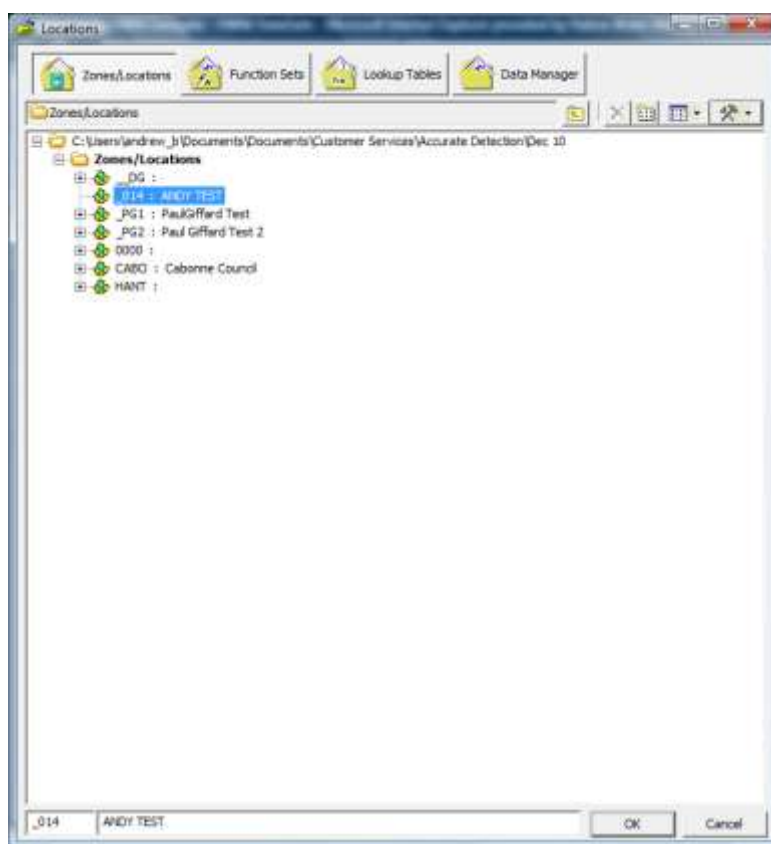 Locations
Zones/Locations Function Sets Lookup Tables Data Manager
Zones/Locations
C:\Users\andrew_b\Documents\Documents\Customer Services\Accurate Detection\Dec 10
Zones/Locations
__DG :
_014 : ANDY TEST
_PG1 : PaulGiffard Test
_PG2 : Paul Giffard Test 2
0000 :
CABO : Cabonne Council
HANT :
_014 ANDY TEST OK Cancel